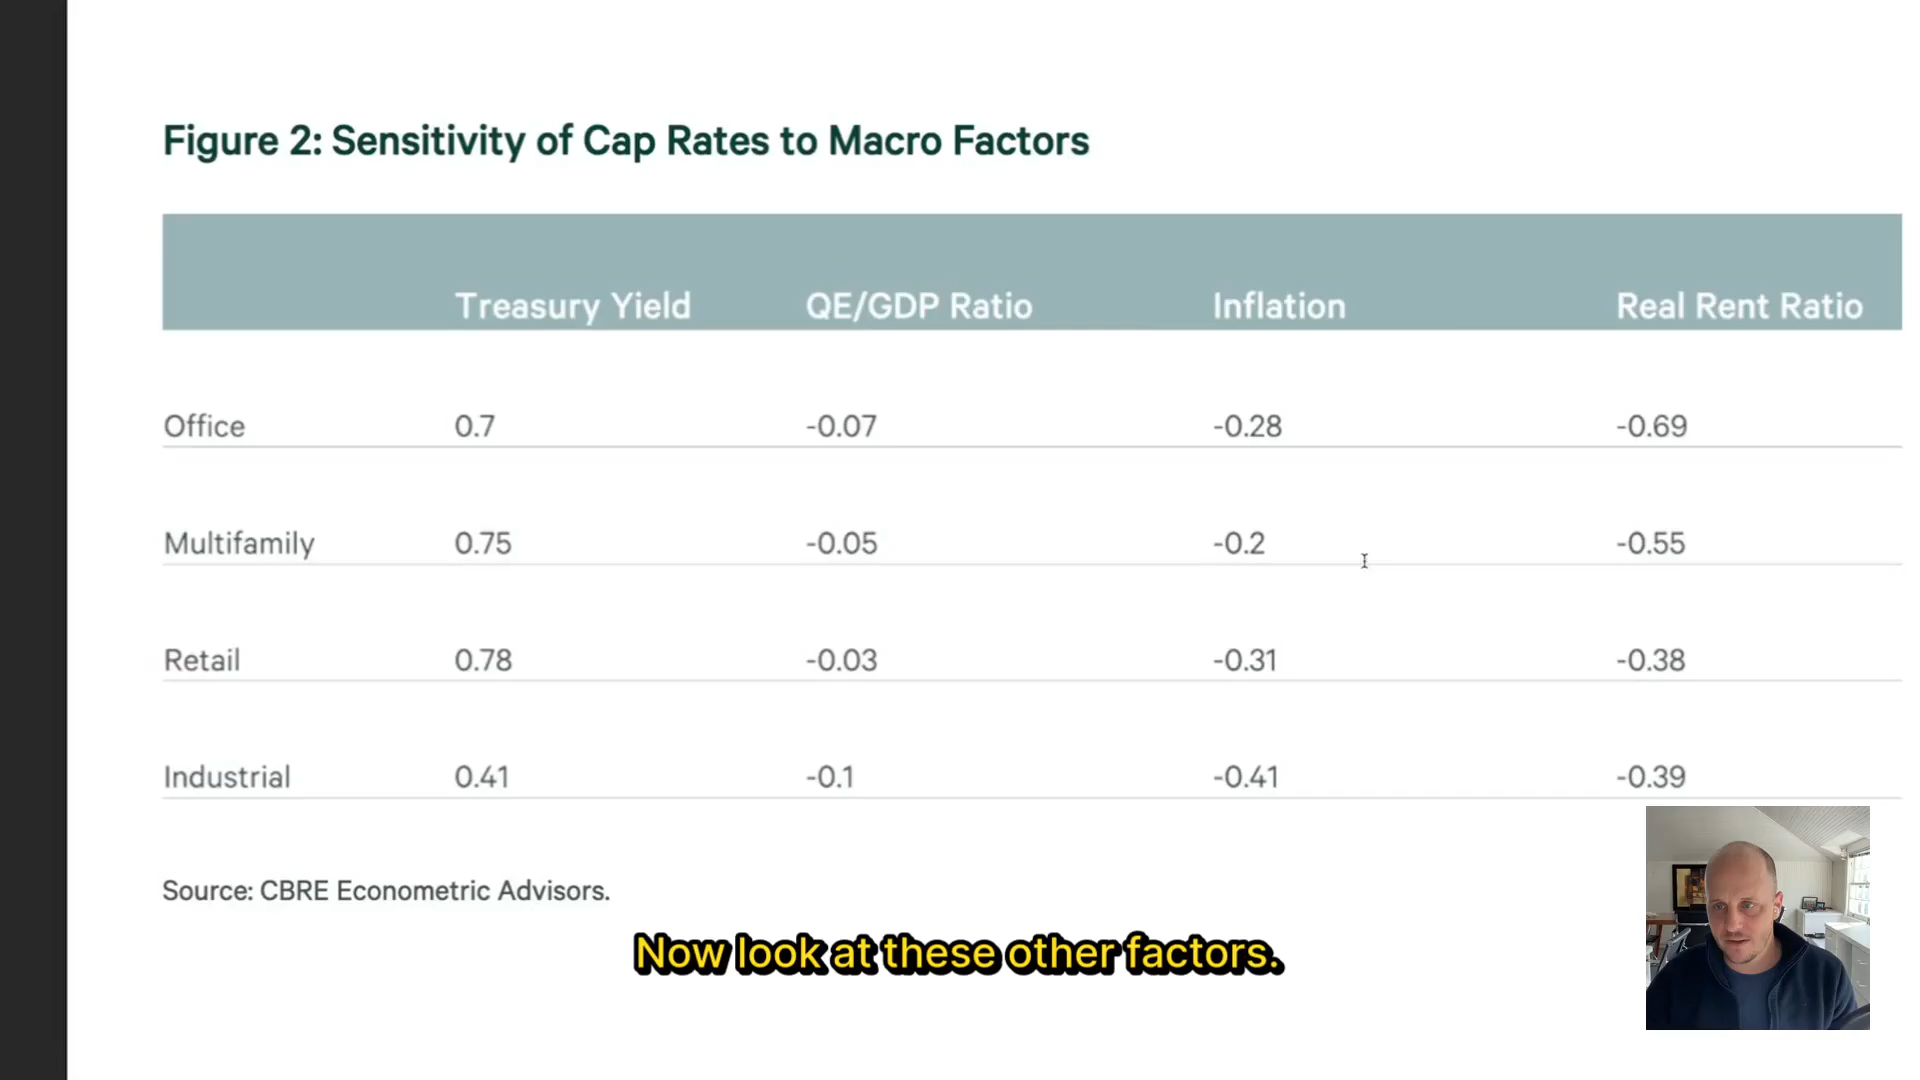 Figure 2: Sensitivity of Cap Rates to Macro Factors
Treasury Yield QE/GDP Ratio Inflation Real Rent Ratio
Office 0.7 -0.07 -0.28 -0.69
Multifamily 0.75 -0.05 -0.2 -0.55
Retail 0.78 -0.03 -0.31 -0.38
Industrial 0.41 -0.1 -0.41 -0.39
Source: CBRE Econometric Advisors.
Now look at these other factors.